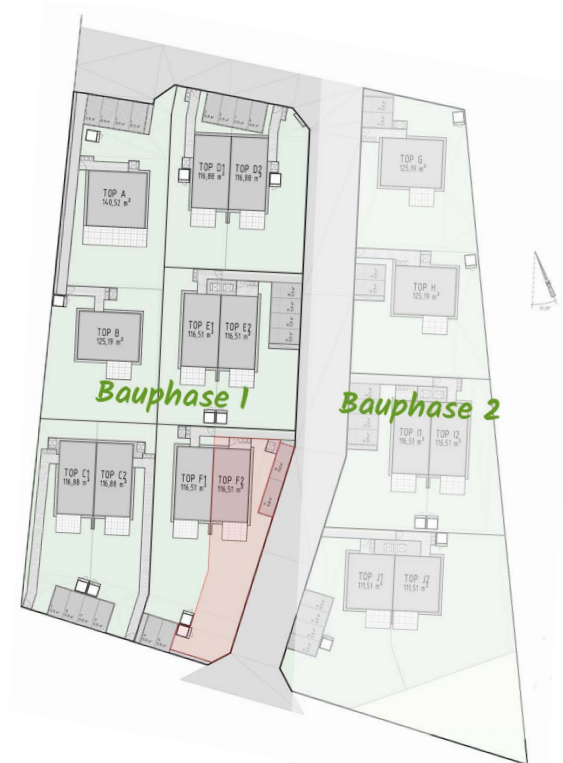 TOP D1
116,88 m²
TOP D2
116,88 m²
TOP G
125,19 m²
TOP A
140,52 m²
TOP H
125,19 m²
TOP B
125,19 m²
TOP E1
116,51 m²
TOP E2
116,51 m²
Bauphase 1
Bauphase 2
TOP I1
116,51 m²
TOP I2
116,51 m²
TOP C1
116,88 m²
TOP C2
116,88 m²
TOP F1
116,51 m²
TOP F2
116,51 m²
TOP J1
111,51 m²
TOP J2
111,51 m²